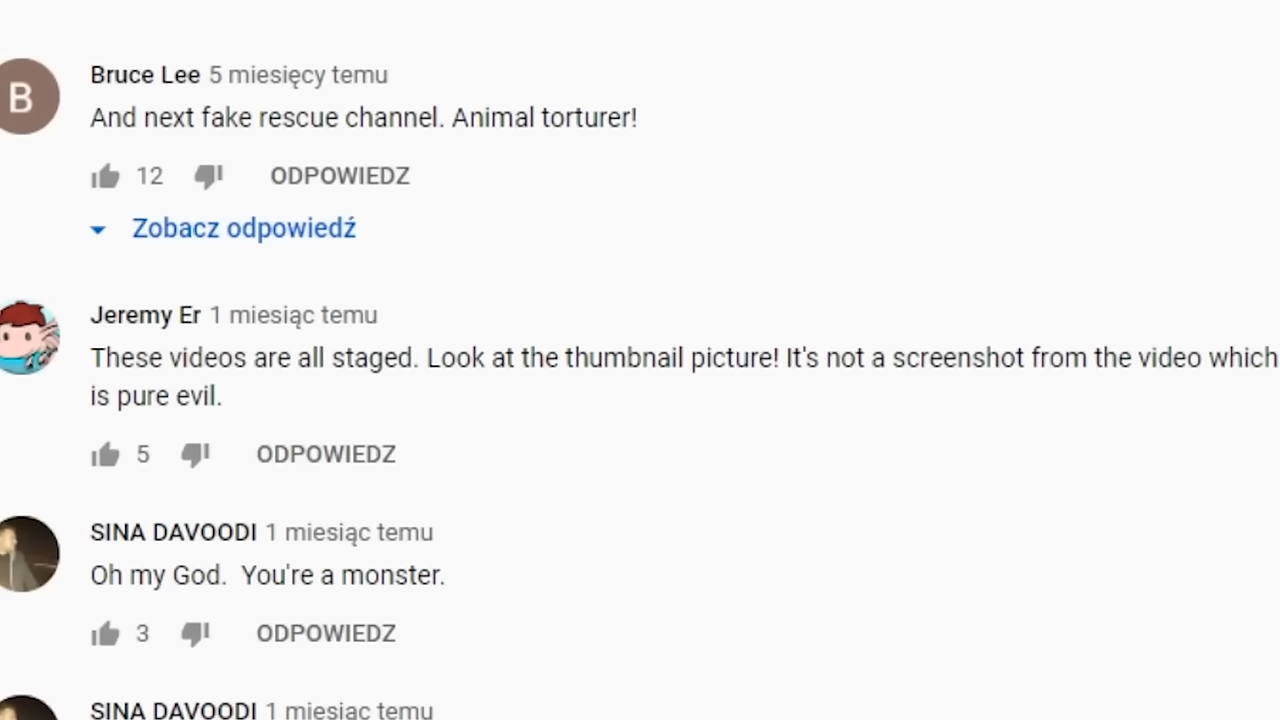 B
Bruce Lee 5 miesięcy temu
And next fake rescue channel. Animal torturer!
12 ODPOWIEDZ
Zobacz odpowiedź
Jeremy Er 1 miesiąc temu
These videos are all staged. Look at the thumbnail picture! It's not a screenshot from the video which
is pure evil.
5 ODPOWIEDZ
SINA DAVOODI 1 miesiąc temu
Oh my God.  You're a monster.
3 ODPOWIEDZ
SINA DAVOODI 1 miesiąc temu